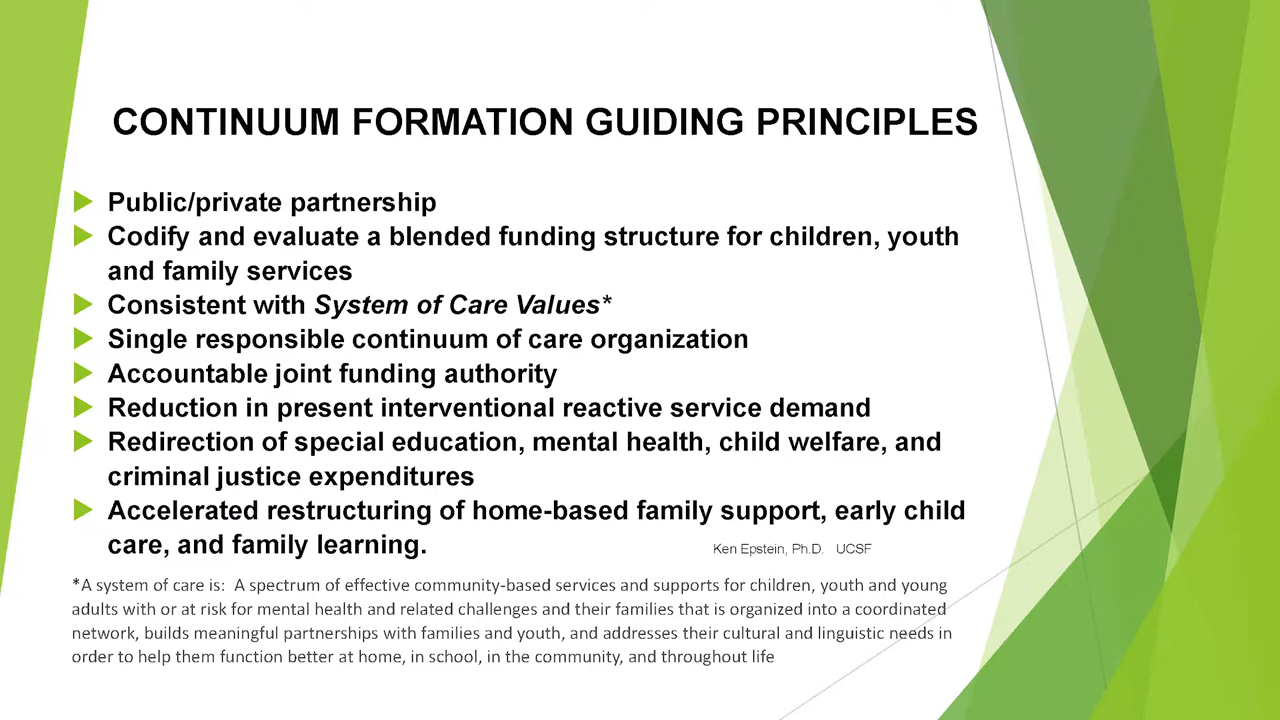 CONTINUUM FORMATION GUIDING PRINCIPLES
Public/private partnership
Codify and evaluate a blended funding structure for children, youth
and family services
Consistent with System of Care Values*
Single responsible continuum of care organization
Accountable joint funding authority
Reduction in present interventional reactive service demand
Redirection of special education, mental health, child welfare, and
criminal justice expenditures
Accelerated restructuring of home-based family support, early child
care, and family learning.
Ken Epstein, Ph.D. UCSF
*A system of care is: A spectrum of effective community-based services and supports for children, youth and young
adults with or at risk for mental health and related challenges and their families that is organized into a coordinated
network, builds meaningful partnerships with families and youth, and addresses their cultural and linguistic needs in
order to help them function better at home, in school, in the community, and throughout life